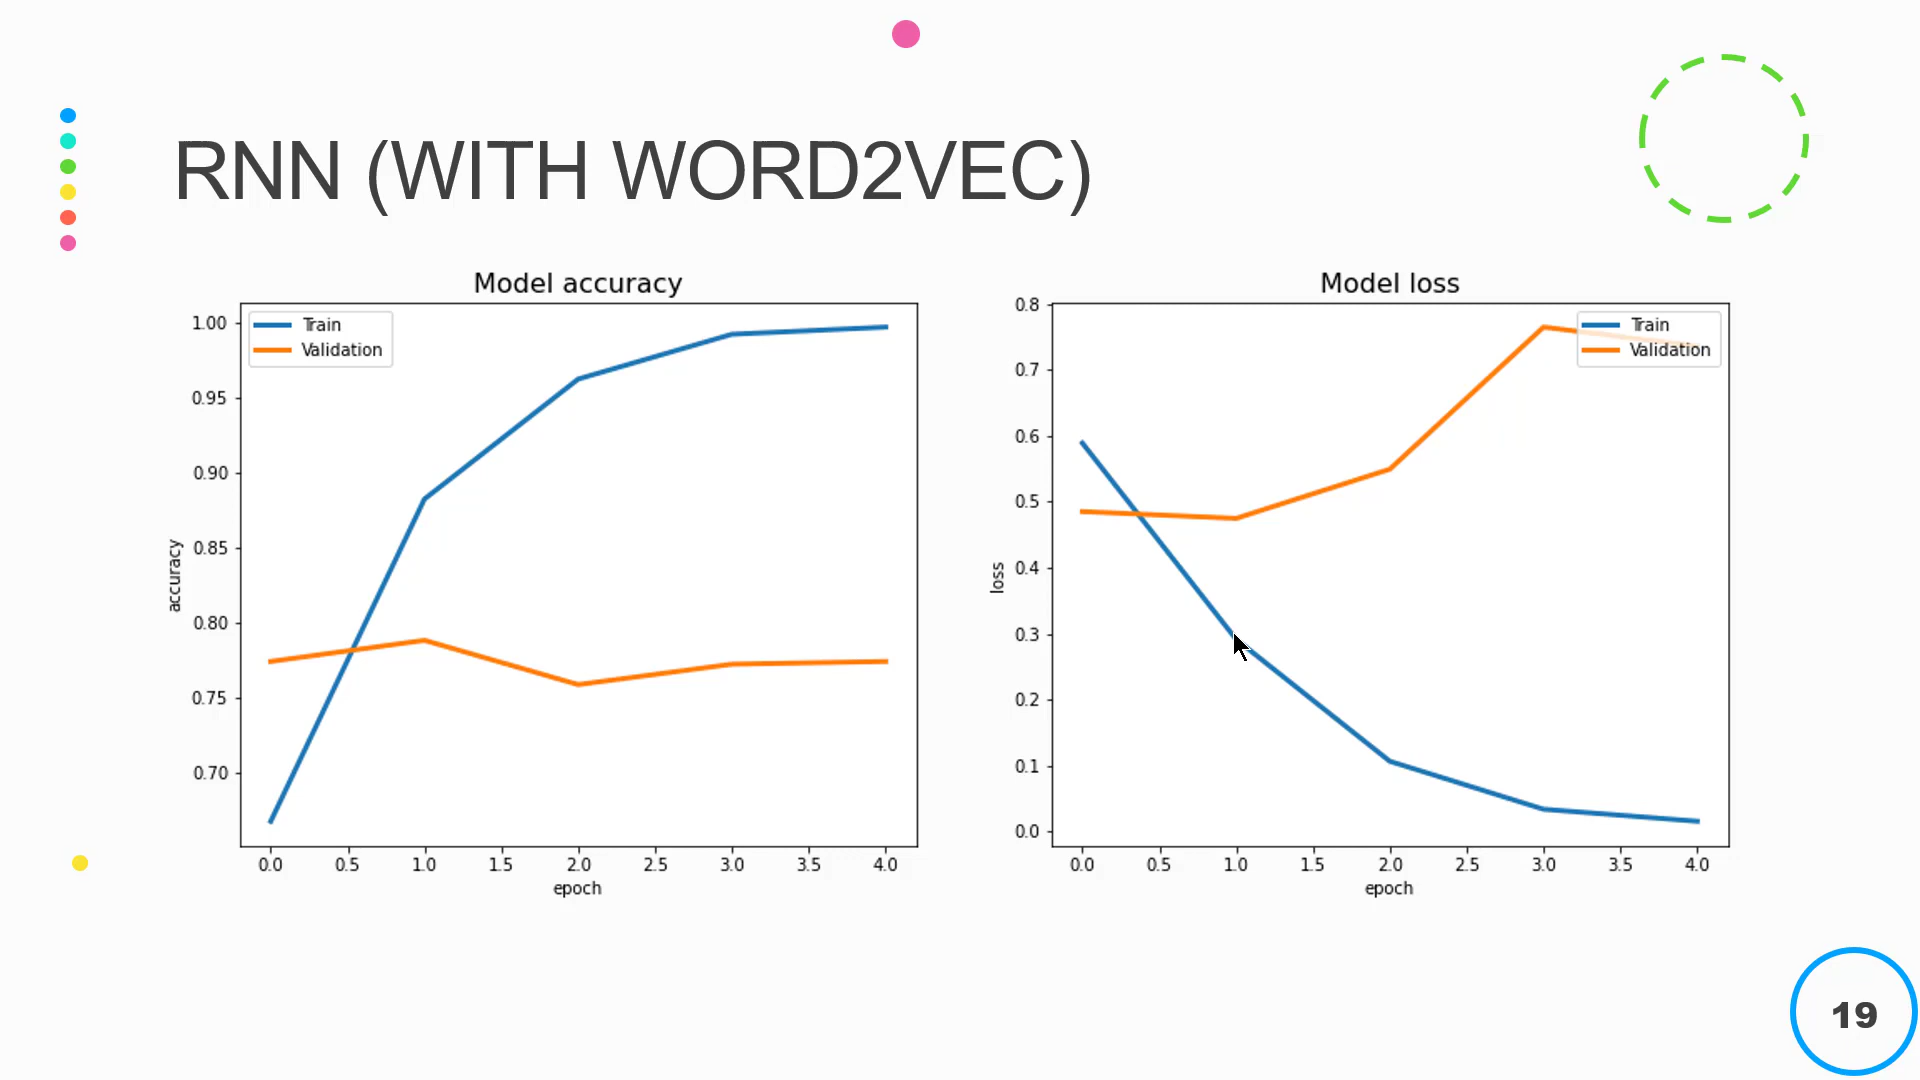 RNN (WITH WORD2VEC)
Model accuracy
Train
Validation
1.00
0.95
0.90
0.85
0.80
0.75
0.70
accuracy
0.0 0.5 1.0 1.5 2.0 2.5 3.0 3.5 4.0
epoch
Model loss
Train
Validation
0.8
0.7
0.6
0.5
0.4
0.3
0.2
0.1
0.0
loss
0.0 0.5 1.0 1.5 2.0 2.5 3.0 3.5 4.0
epoch
19